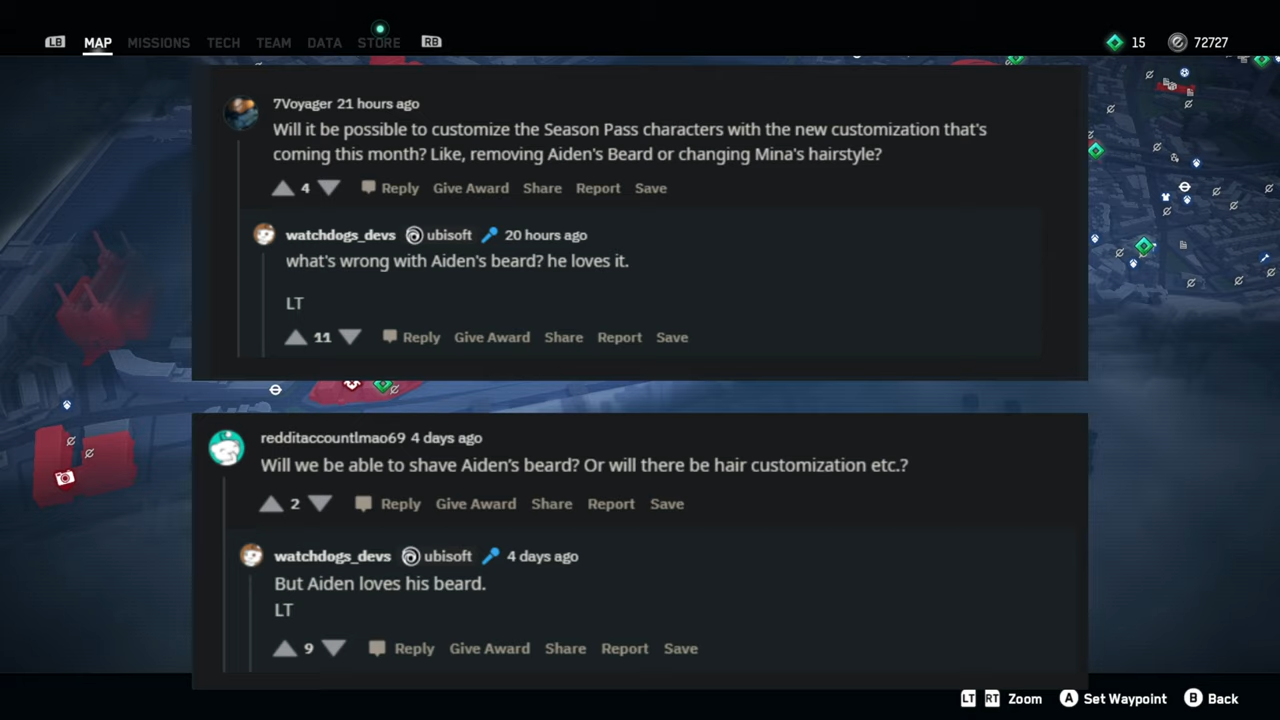 LB MAP MISSIONS TECH TEAM DATA STORE RB 15 72727
7Voyager 21 hours ago
Will it be possible to customize the Season Pass characters with the new customization that's
coming this month? Like, removing Aiden's Beard or changing Mina's hairstyle?
4 Reply Give Award Share Report Save
watchdogs_devs ubisoft 20 hours ago
what's wrong with Aiden's beard? he loves it.
LT
11 Reply Give Award Share Report Save
redditaccountlmao69 4 days ago
Will we be able to shave Aiden's beard? Or will there be hair customization etc.?
2 Reply Give Award Share Report Save
watchdogs_devs ubisoft 4 days ago
But Aiden loves his beard.
LT
9 Reply Give Award Share Report Save
LT RT Zoom A Set Waypoint B Back